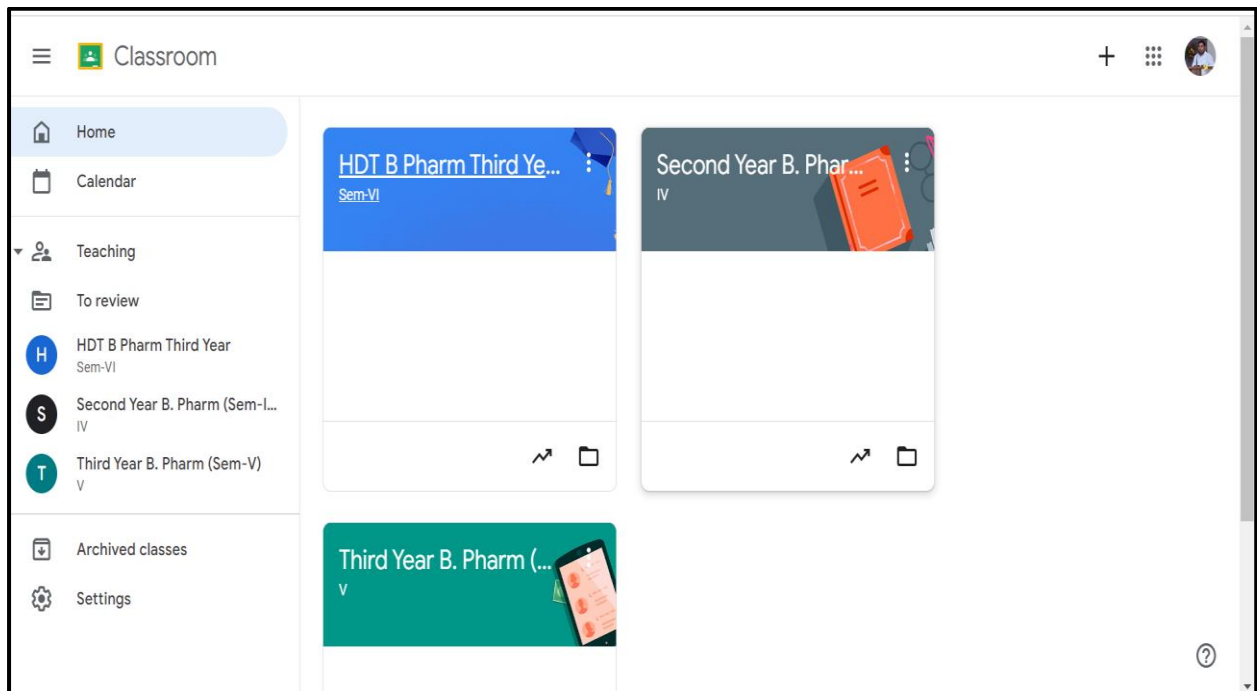 Classroom
Home
Calendar
Teaching
To review
H
HDT B Pharm Third Year
Sem-VI
S
Second Year B. Pharm (Sem-I...
IV
T
Third Year B. Pharm (Sem-V)
V
Archived classes
Settings
HDT B Pharm Third Ye...
Sem-VI
Second Year B. Phar...
IV
Third Year B. Pharm (...
V